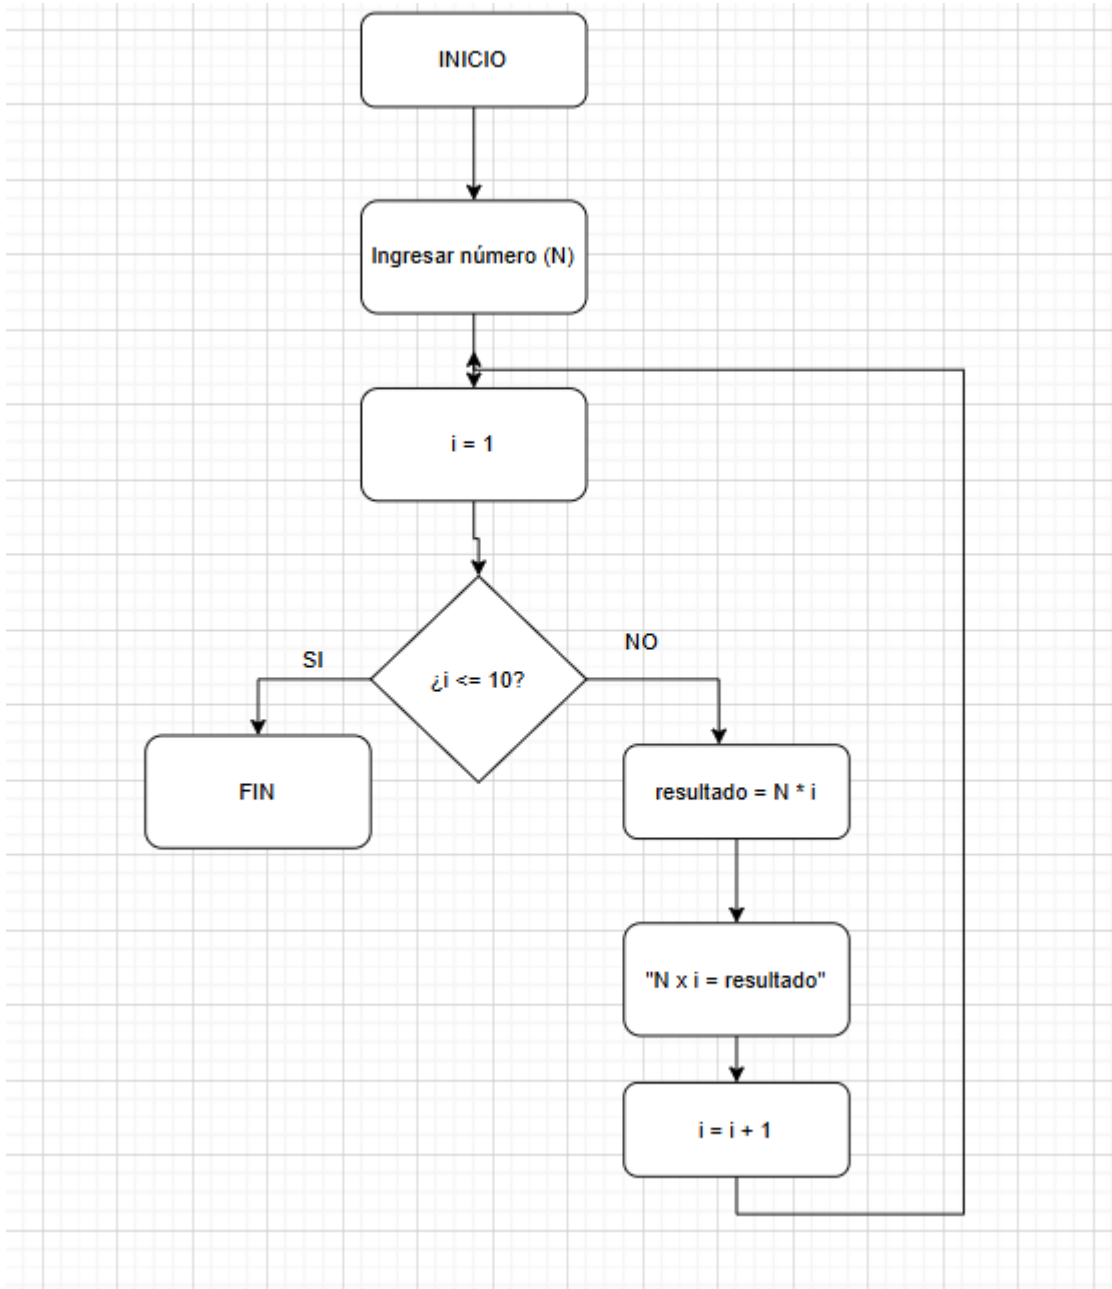 INICIO
Ingresar número (N)
i = 1
¿i <= 10?
SI
NO
FIN
resultado = N * i
"N x i = resultado"
i = i + 1